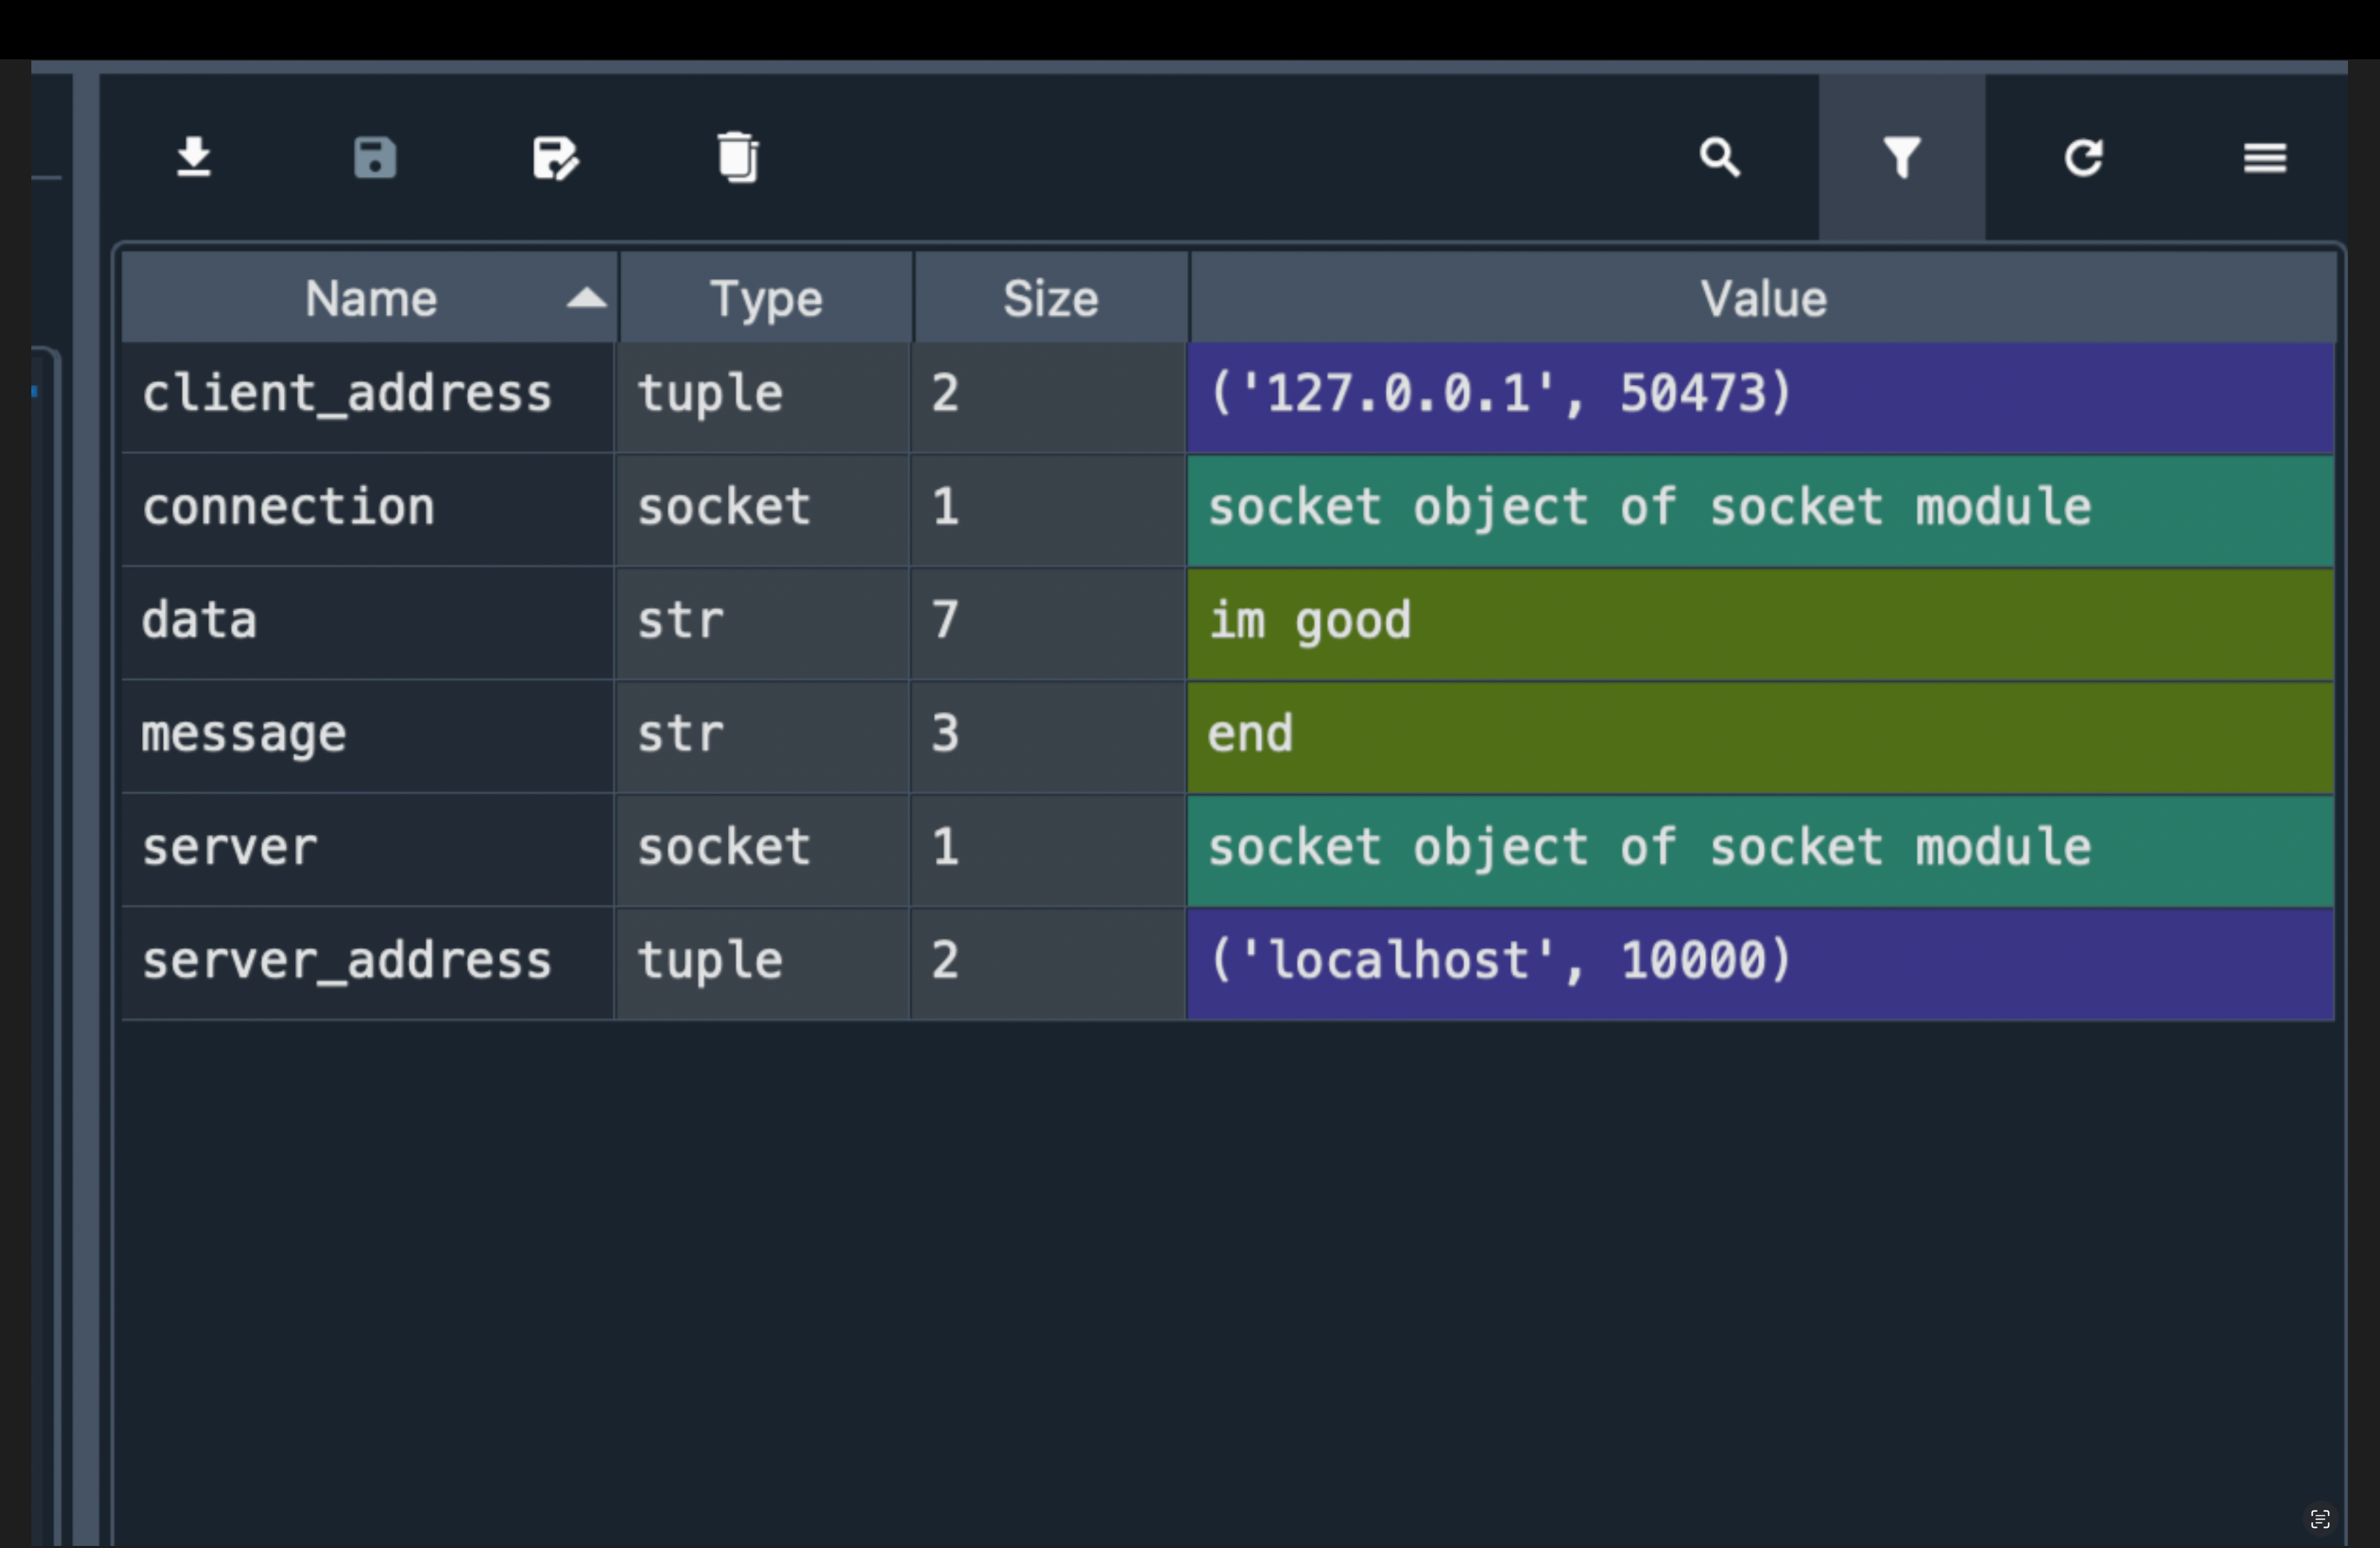 Name Type Size Value
client_address tuple 2 ('127.0.0.1', 50473)
connection socket 1 socket object of socket module
data str 7 im good
message str 3 end
server socket 1 socket object of socket module
server_address tuple 2 ('localhost', 10000)